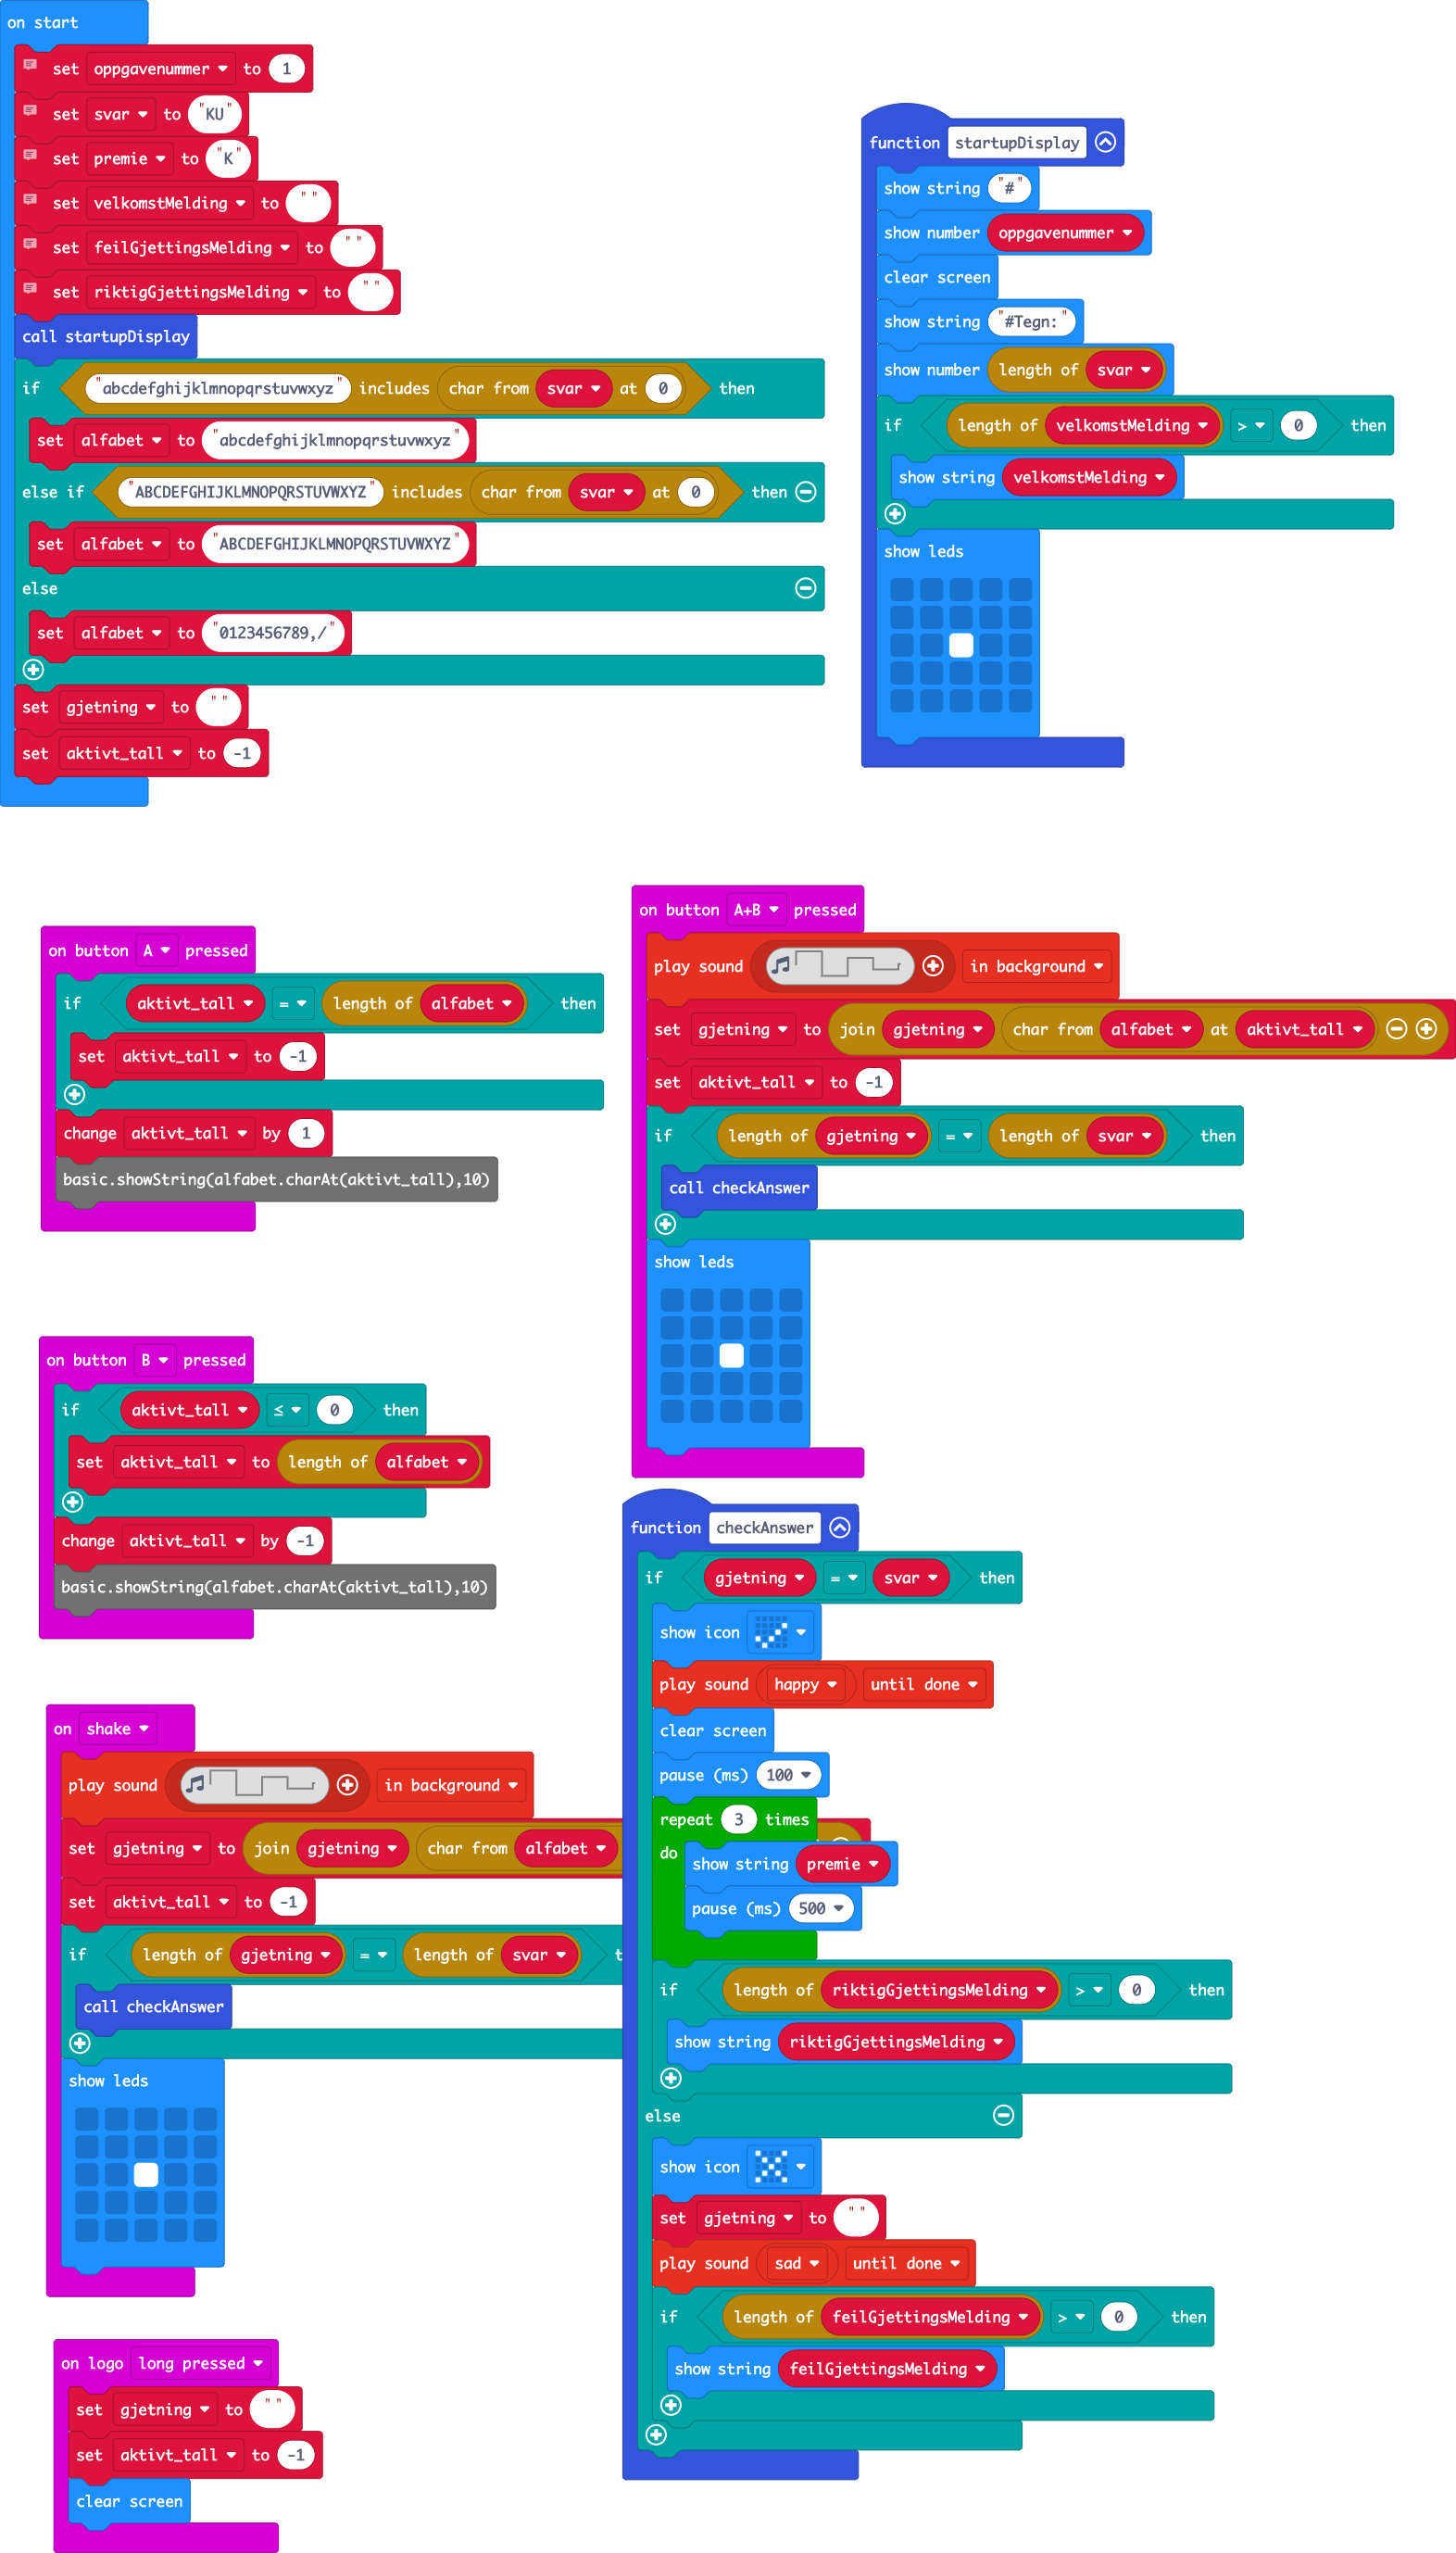 on start
set oppgavenummer to 1
set svar to "KU"
set premie to "K"
set velkomstMelding to " "
set feilGjettingsMelding to " "
set riktigGjettingsMelding to " "
call startupDisplay
if "abcdefghijklmnopqrstuvwxyz" includes char from svar at 0 then
set alfabet to "abcdefghijklmnopqrstuvwxyz"
else if "ABCDEFGHIJKLMNOPQRSTUVWXYZ" includes char from svar at 0 then
set alfabet to "ABCDEFGHIJKLMNOPQRSTUVWXYZ"
else
set alfabet to "0123456789,/"
set gjetning to " "
set aktivt_tall to -1
function startupDisplay
show string "#"
show number oppgavenummer
clear screen
show string "#Tegn:"
show number length of svar
if length of velkomstMelding > 0 then
show string velkomstMelding
show leds
on button A pressed
if aktivt_tall = length of alfabet then
set aktivt_tall to -1
change aktivt_tall by 1
basic.showString(alfabet.charAt(aktivt_tall),10)
on button A+B pressed
play sound in background
set gjetning to join gjetning char from alfabet at aktivt_tall
set aktivt_tall to -1
if length of gjetning = length of svar then
call checkAnswer
show leds
on button B pressed
if aktivt_tall ≤ 0 then
set aktivt_tall to length of alfabet
change aktivt_tall by -1
basic.showString(alfabet.charAt(aktivt_tall),10)
on shake
play sound in background
set gjetning to join gjetning char from alfabet
set aktivt_tall to -1
if length of gjetning = length of svar
call checkAnswer
show leds
function checkAnswer
if gjetning = svar then
show icon
play sound happy until done
clear screen
pause (ms) 100
repeat 3 times
do
show string premie
pause (ms) 500
if length of riktigGjettingsMelding > 0 then
show string riktigGjettingsMelding
else
show icon
set gjetning to " "
play sound sad until done
if length of feilGjettingsMelding > 0 then
show string feilGjettingsMelding
on logo long pressed
set gjetning to " "
set aktivt_tall to -1
clear screen